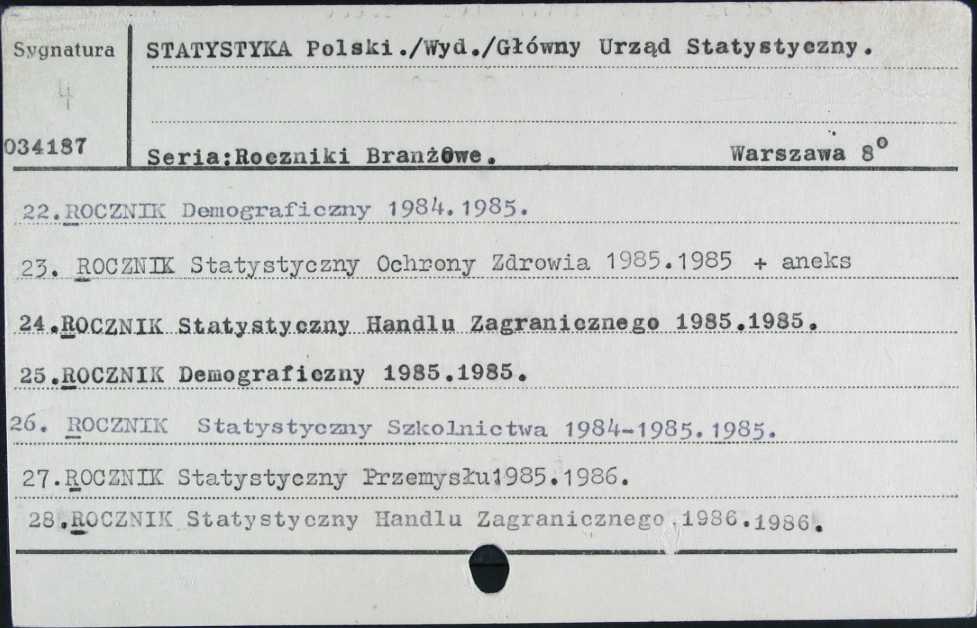 Sygnatura
STATYSTYKA Polski./Wyd./Główny Urząd Statystyczny.
4
034187
Seria:Roczniki Branżowe. Warszawa 8°
22.ROCZNIK Demograficzny 1984.1985.
23. ROCZNIK Statystyczny Ochrony Zdrowia 1985.1985 + aneks
24.ROCZNIK Statystyczny Handlu Zagranicznego 1985.1985.
25.ROCZNIK Demograficzny 1985.1985.
26. ROCZNIK Statystyczny Szkolnictwa 1984-1985.1985.
27.ROCZNIK Statystyczny Przemysłu1985.1986.
28.ROCZNIK Statystyczny Handlu Zagranicznego.1986.1986.